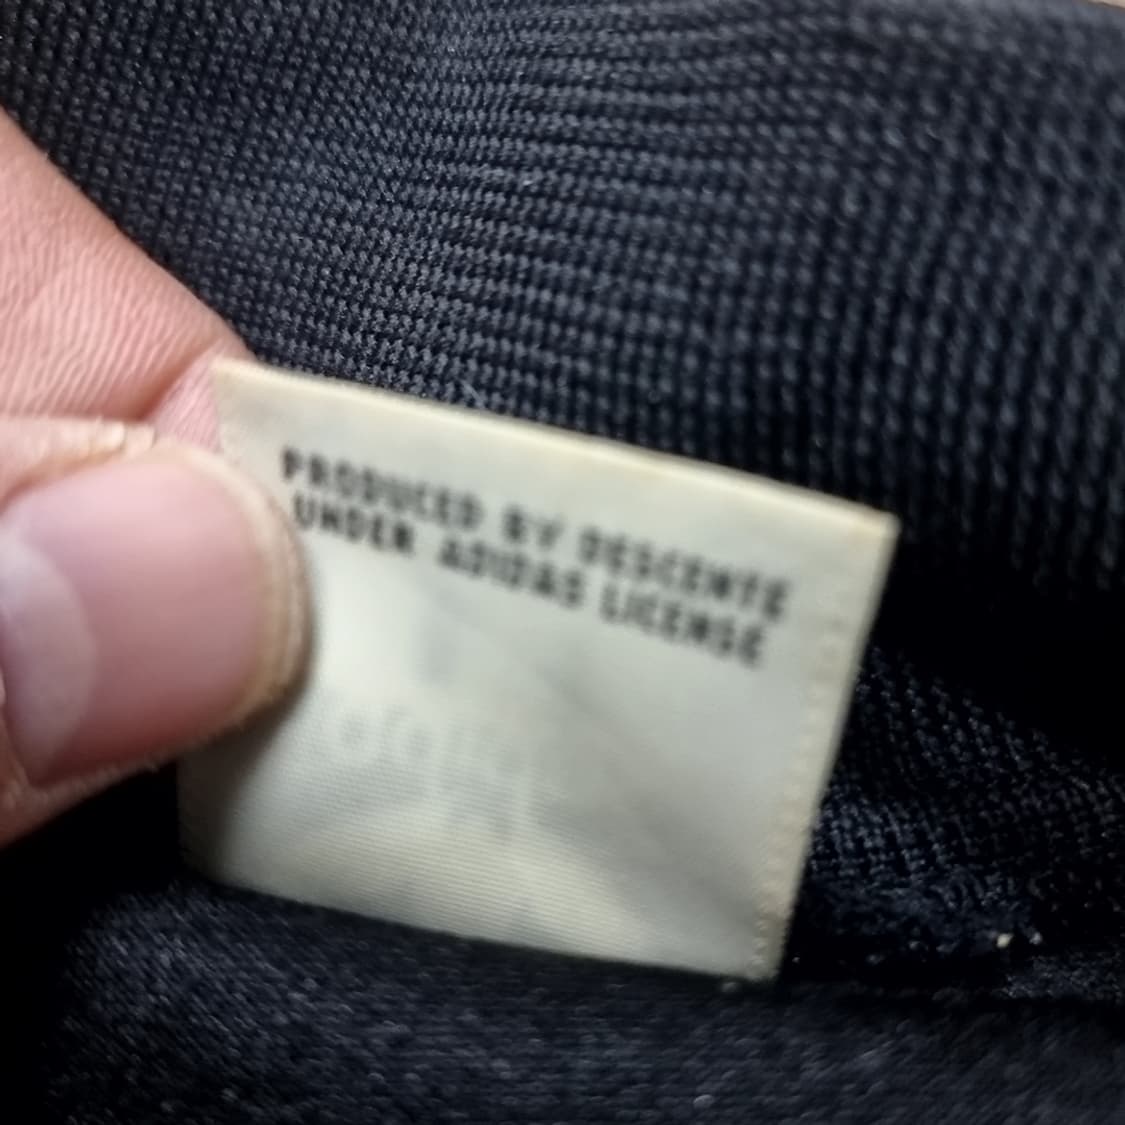 PRODUCED BY DESCENTE
UNDER ADIDAS LICENSE